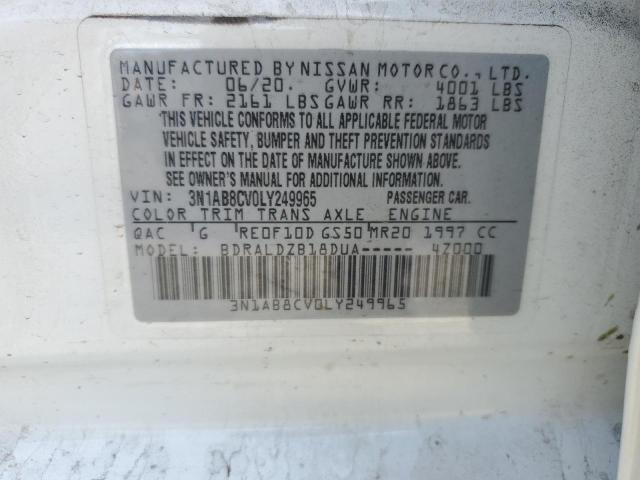 MANUFACTURED BY NISSAN MOTOR CO., LTD.
DATE: 06/20. GVWR: 4001 LBS
GAWR FR: 2161 LBS GAWR RR: 1863 LBS
THIS VEHICLE CONFORMS TO ALL APPLICABLE FEDERAL MOTOR
VEHICLE SAFETY, BUMPER AND THEFT PREVENTION STANDARDS
IN EFFECT ON THE DATE OF MANUFACTURE SHOWN ABOVE.
SEE OWNER'S MANUAL FOR ADDITIONAL INFORMATION.
VIN: 3N1AB8CV0LY249965 PASSENGER CAR.
COLOR TRIM TRANS AXLE ENGINE
QAC G RE0F10D GS50 MR20 1997 CC
MODEL: BDRALDZB18DUA----- 4Z000
3N1AB8CV0LY249965